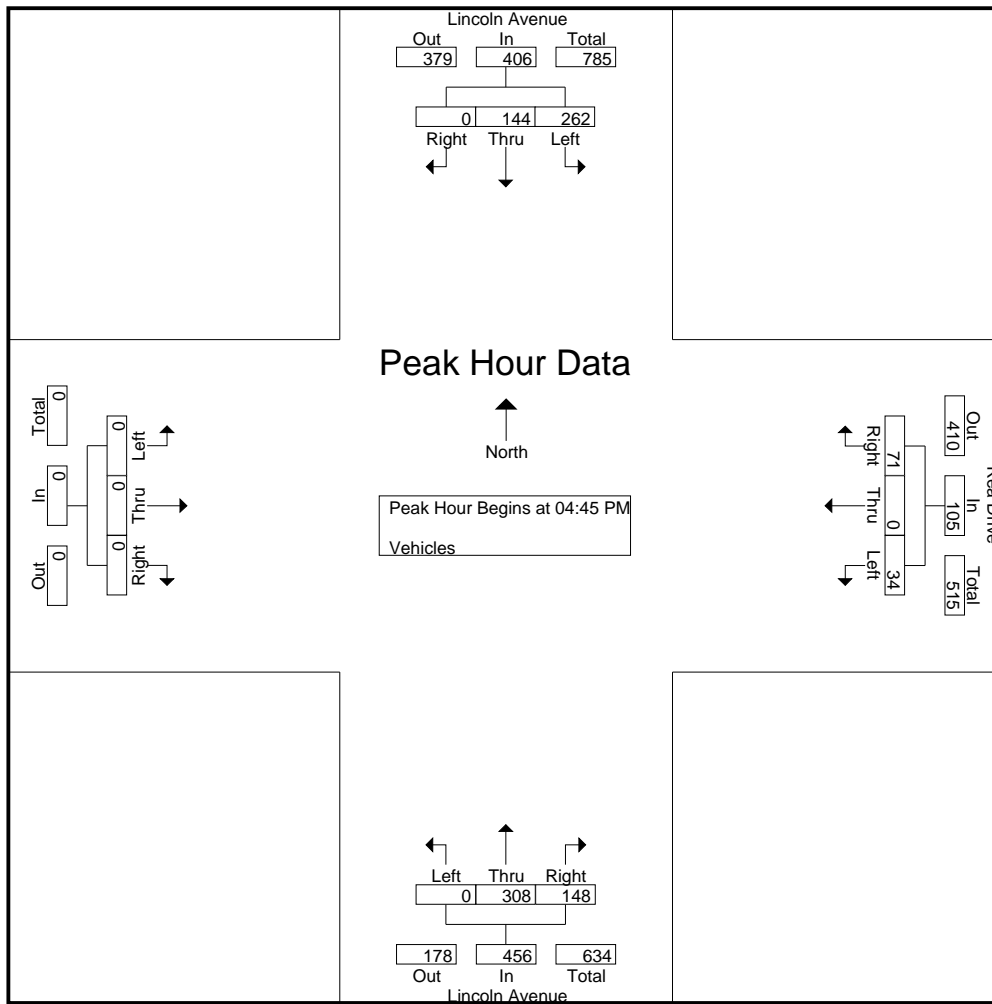 Lincoln Avenue
Out In Total
379 406 785
0 144 262
Right Thru Left
Peak Hour Data
North
Peak Hour Begins at 04:45 PM
Vehicles
Total In Out
0 0 0
0 0 0
Left Thru Right
Right Thru Left
71 0 34
410 105 515
Out In Total
Rea Drive
Left Thru Right
0 308 148
178 456 634
Out In Total
Lincoln Avenue